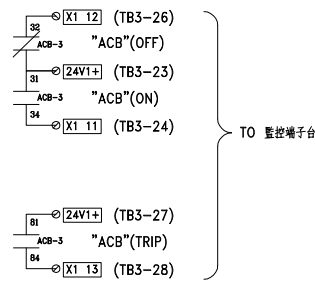 X1 12 (TB3-26)
32
ACB-3 "ACB"(OFF)
31 24V1+ (TB3-23)
ACB-3 "ACB"(ON)
34
X1 11 (TB3-24)
TO 監控端子台
24V1+ (TB3-27)
81
ACB-3 "ACB"(TRIP)
84
X1 13 (TB3-28)